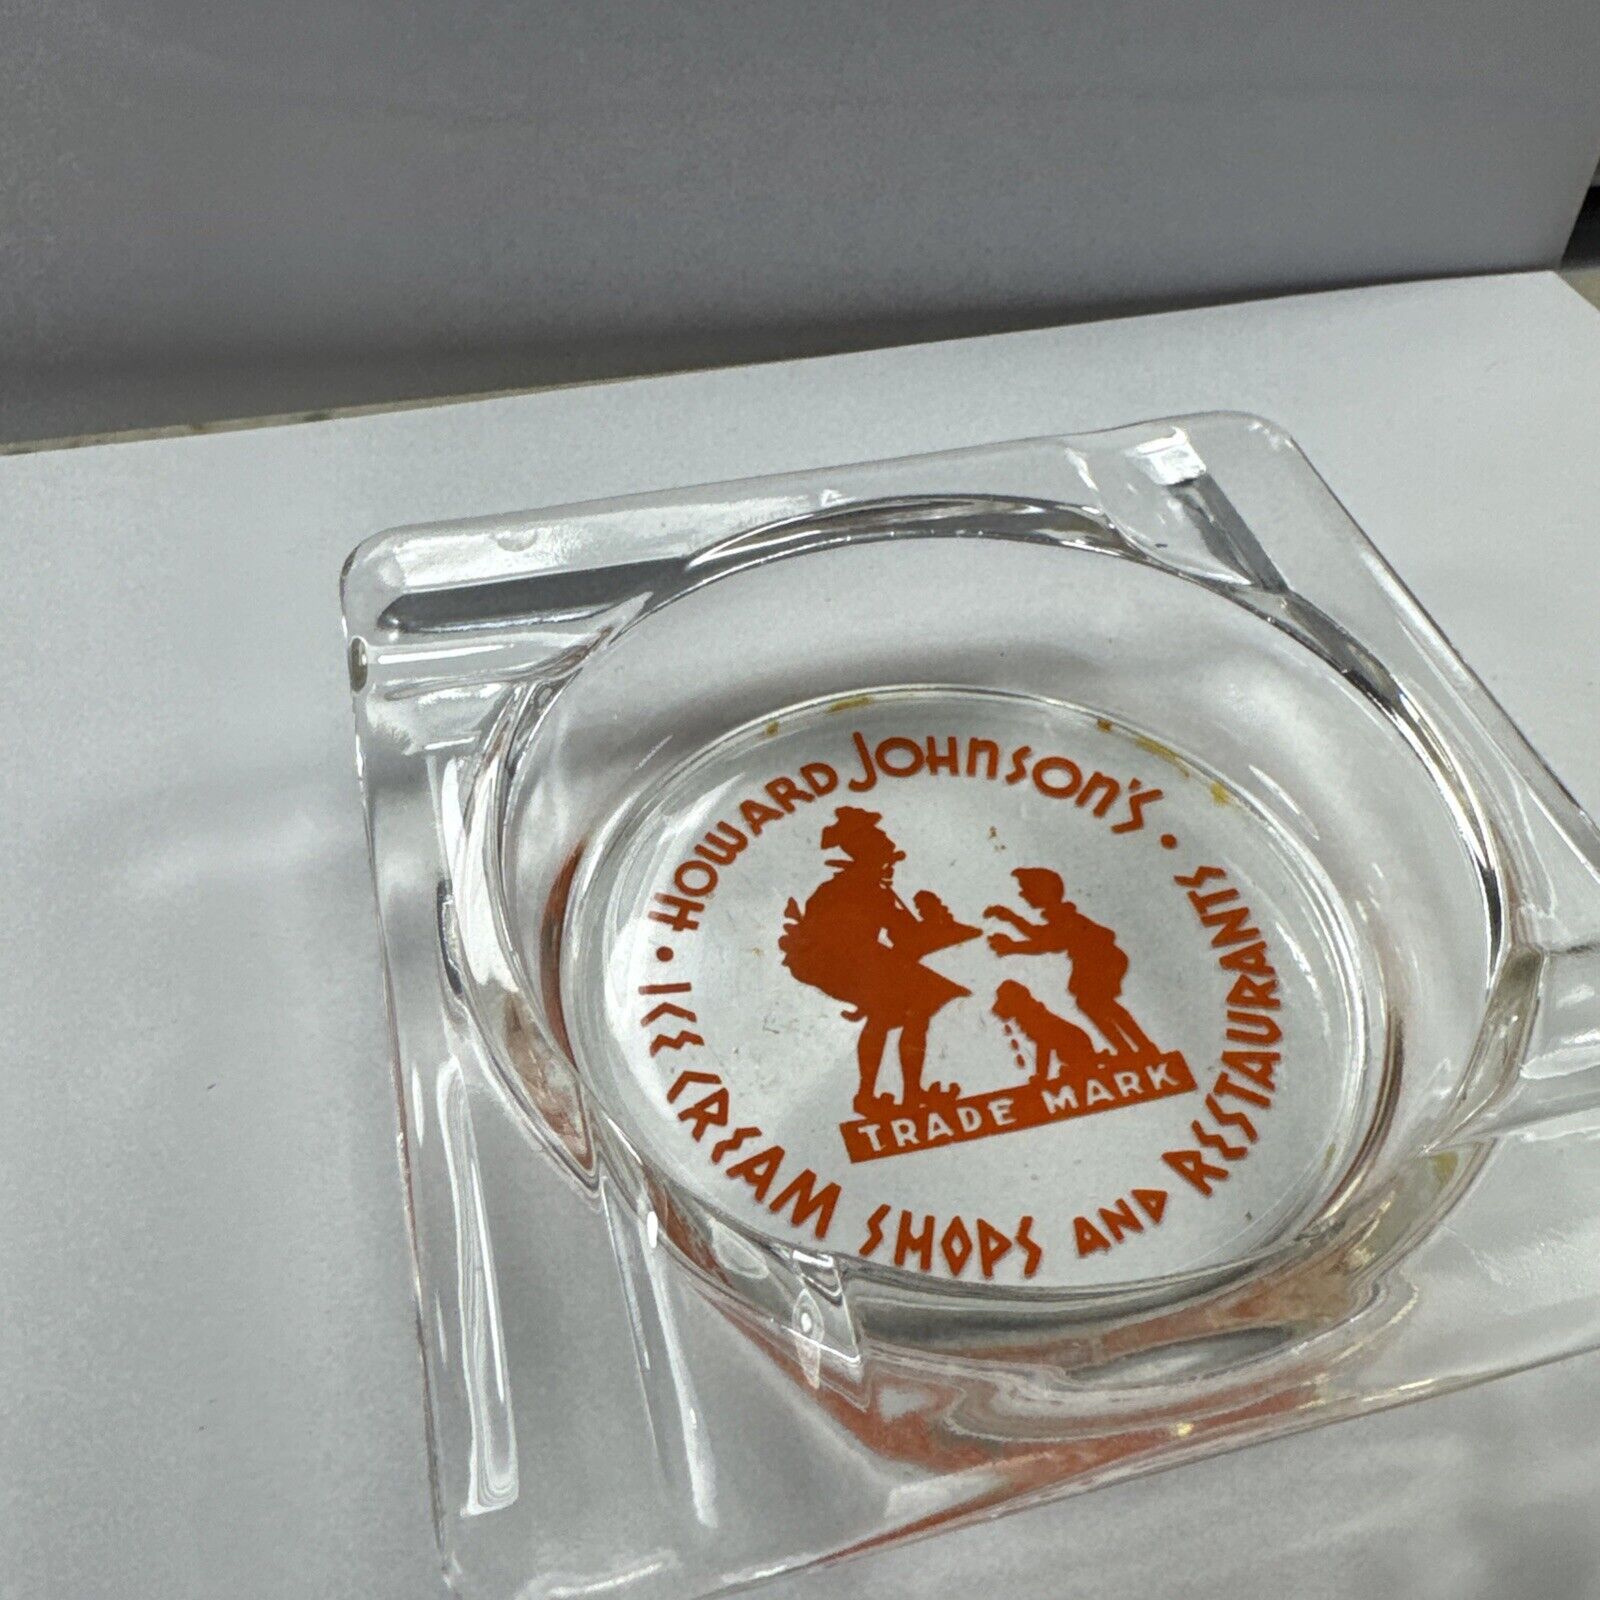 Howard Johnson's
Ice Cream Shops and Restaurants
TRADE MARK